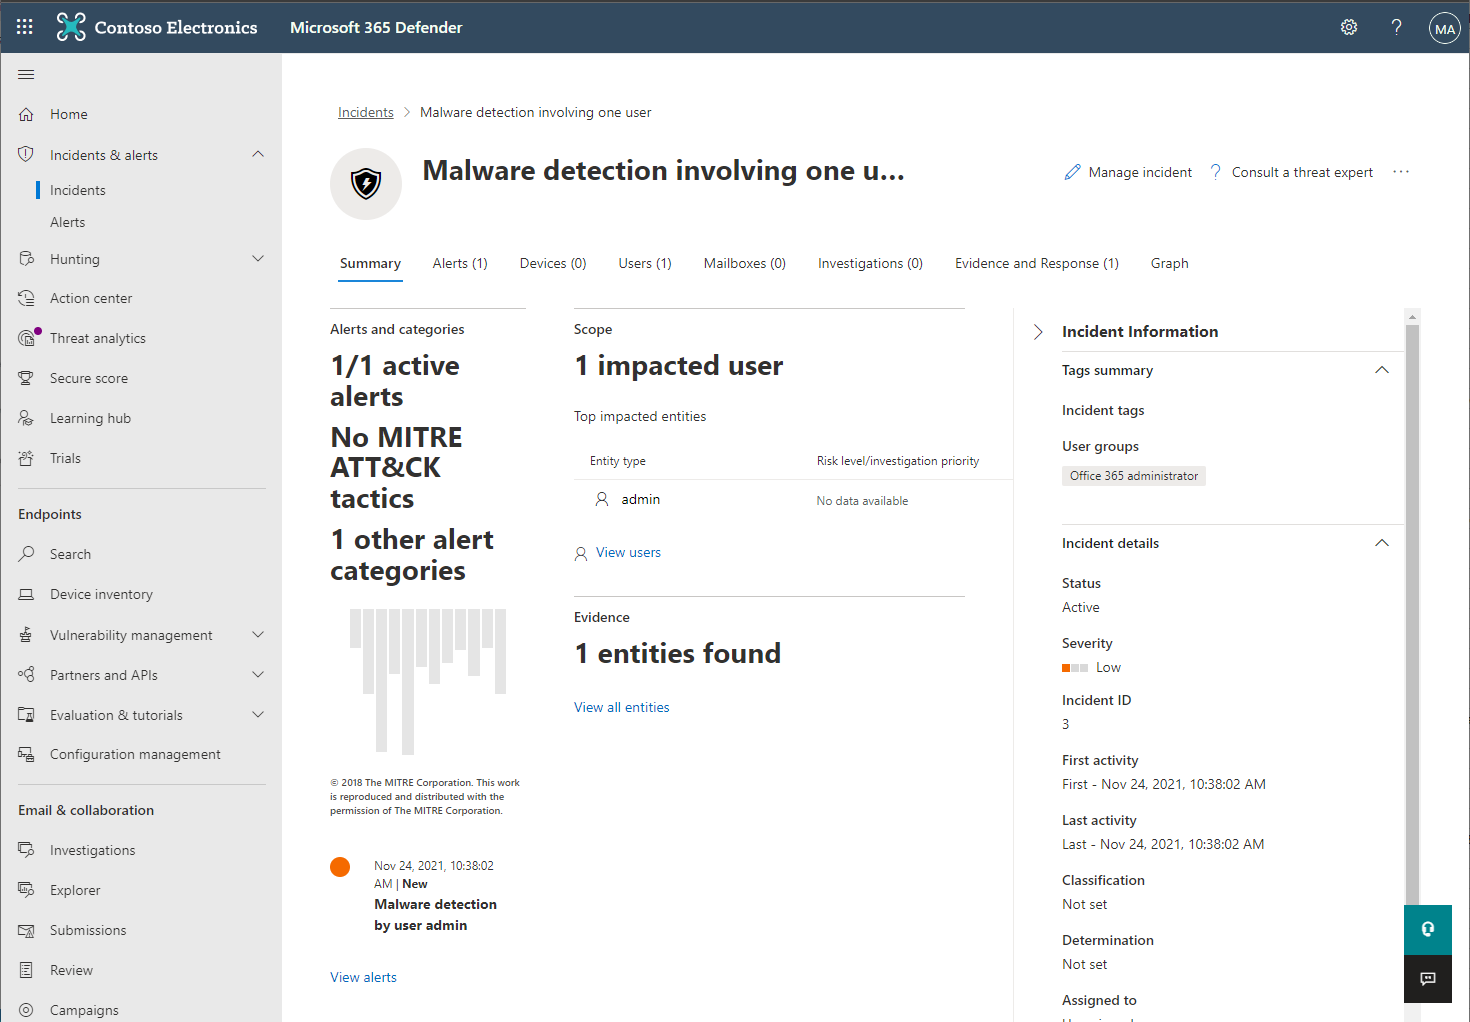 Contoso Electronics
Microsoft 365 Defender
?
MA
Home
Incidents & alerts
Incidents
Alerts
Hunting
Action center
Threat analytics
Secure score
Learning hub
Trials
Endpoints
Search
Device inventory
Vulnerability management
Partners and APIs
Evaluation & tutorials
Configuration management
Email & collaboration
Investigations
Explorer
Submissions
Review
Campaigns
Incidents > Malware detection involving one user
Malware detection involving one u...
Manage incident
? Consult a threat expert
...
Summary
Alerts (1)
Devices (0)
Users (1)
Mailboxes (0)
Investigations (0)
Evidence and Response (1)
Graph
Alerts and categories
1/1 active
alerts
No MITRE
ATT&CK
tactics
1 other alert
categories
© 2018 The MITRE Corporation. This work
is reproduced and distributed with the
permission of The MITRE Corporation.
Nov 24, 2021, 10:38:02
AM | New
Malware detection
by user admin
View alerts
Scope
1 impacted user
Top impacted entities
Entity type
Risk level/investigation priority
admin
No data available
View users
Evidence
1 entities found
View all entities
Incident Information
Tags summary
Incident tags
User groups
Office 365 administrator
Incident details
Status
Active
Severity
Low
Incident ID
3
First activity
First - Nov 24, 2021, 10:38:02 AM
Last activity
Last - Nov 24, 2021, 10:38:02 AM
Classification
Not set
Determination
Not set
Assigned to